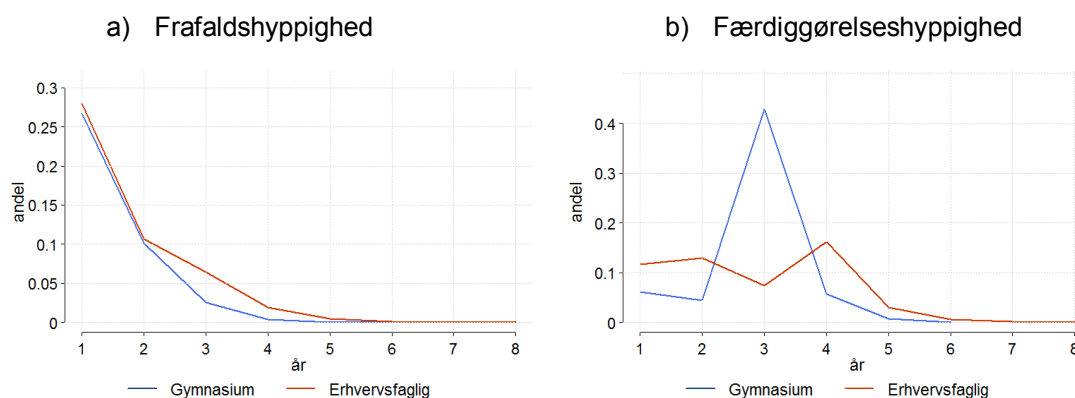 a) Frafaldshyppighed
0.3
0.25
0.2
0.15
0.1
0.05
0
andel
1 2 3 4 5 6 7 8
år
Gymnasium Erhvervsfaglig
b) Færdiggørelseshyppighed
0.4
0.3
0.2
0.1
0
andel
1 2 3 4 5 6 7 8
år
Gymnasium Erhvervsfaglig